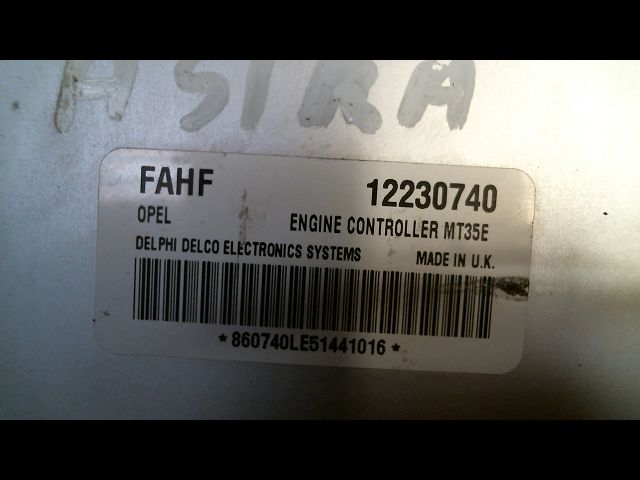 ASTRA
FAHF 12230740
OPEL ENGINE CONTROLLER MT35E
DELPHI DELCO ELECTRONICS SYSTEMS MADE IN U.K.
*860740LE51441016*